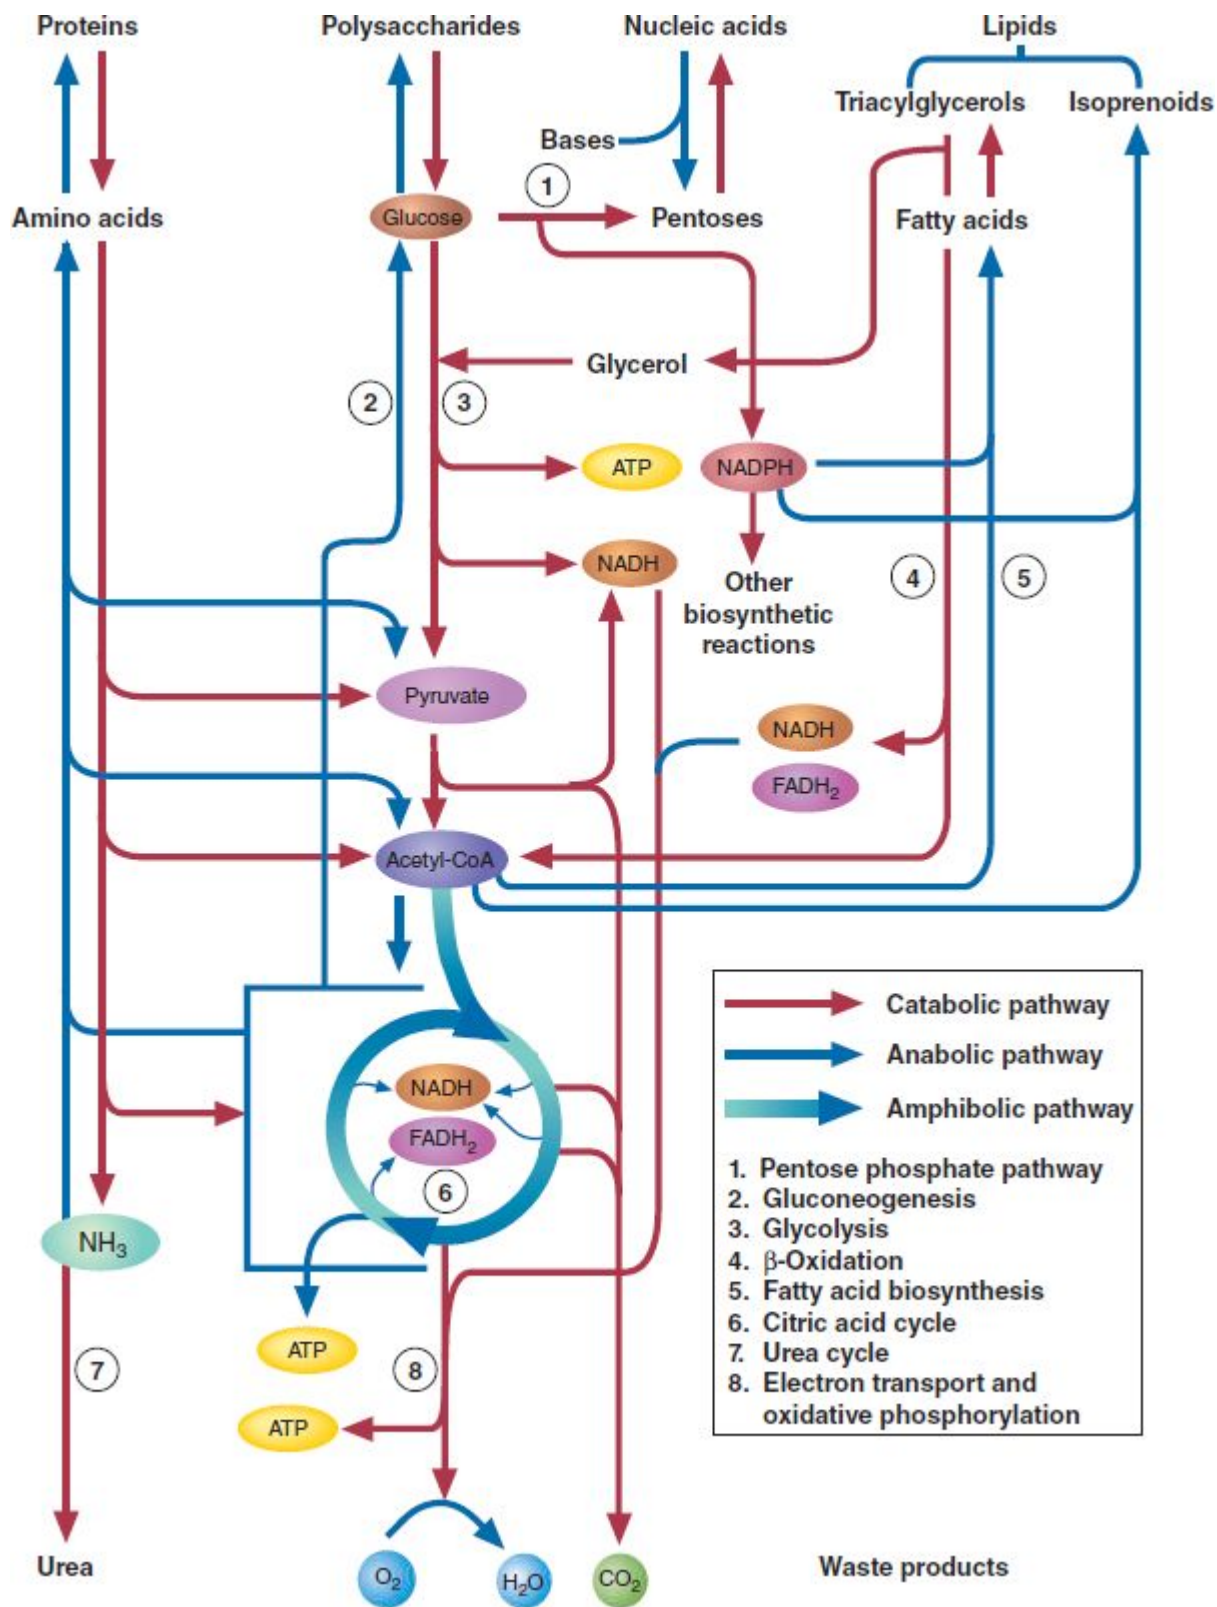 Proteins
Polysaccharides
Nucleic acids
Lipids
Triacylglycerols
Isoprenoids
Bases
1
Amino acids
Glucose
Pentoses
Fatty acids
Glycerol
2
3
ATP
NADPH
NADH
4
5
Other
biosynthetic
reactions
Pyruvate
NADH
FADH₂
Acetyl-CoA
Catabolic pathway
Anabolic pathway
Amphibolic pathway
NADH
FADH₂
6
1. Pentose phosphate pathway
2. Gluconeogenesis
3. Glycolysis
4. β-Oxidation
5. Fatty acid biosynthesis
6. Citric acid cycle
7. Urea cycle
8. Electron transport and
oxidative phosphorylation
NH₃
ATP
7
8
ATP
Urea
O₂
H₂O
CO₂
Waste products